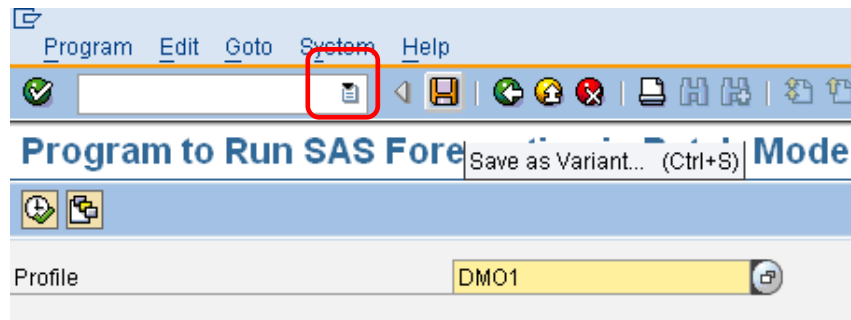 Program Edit Goto System Help
Program to Run SAS Fore Mode
Save as Variant... (Ctrl+S)
Profile DMO1